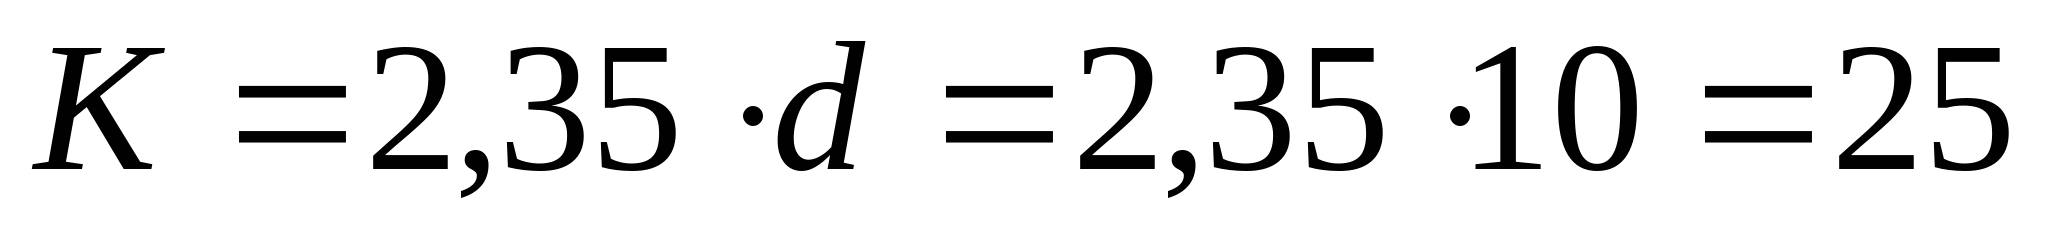 K = 2,35 · d = 2,35 · 10 = 25